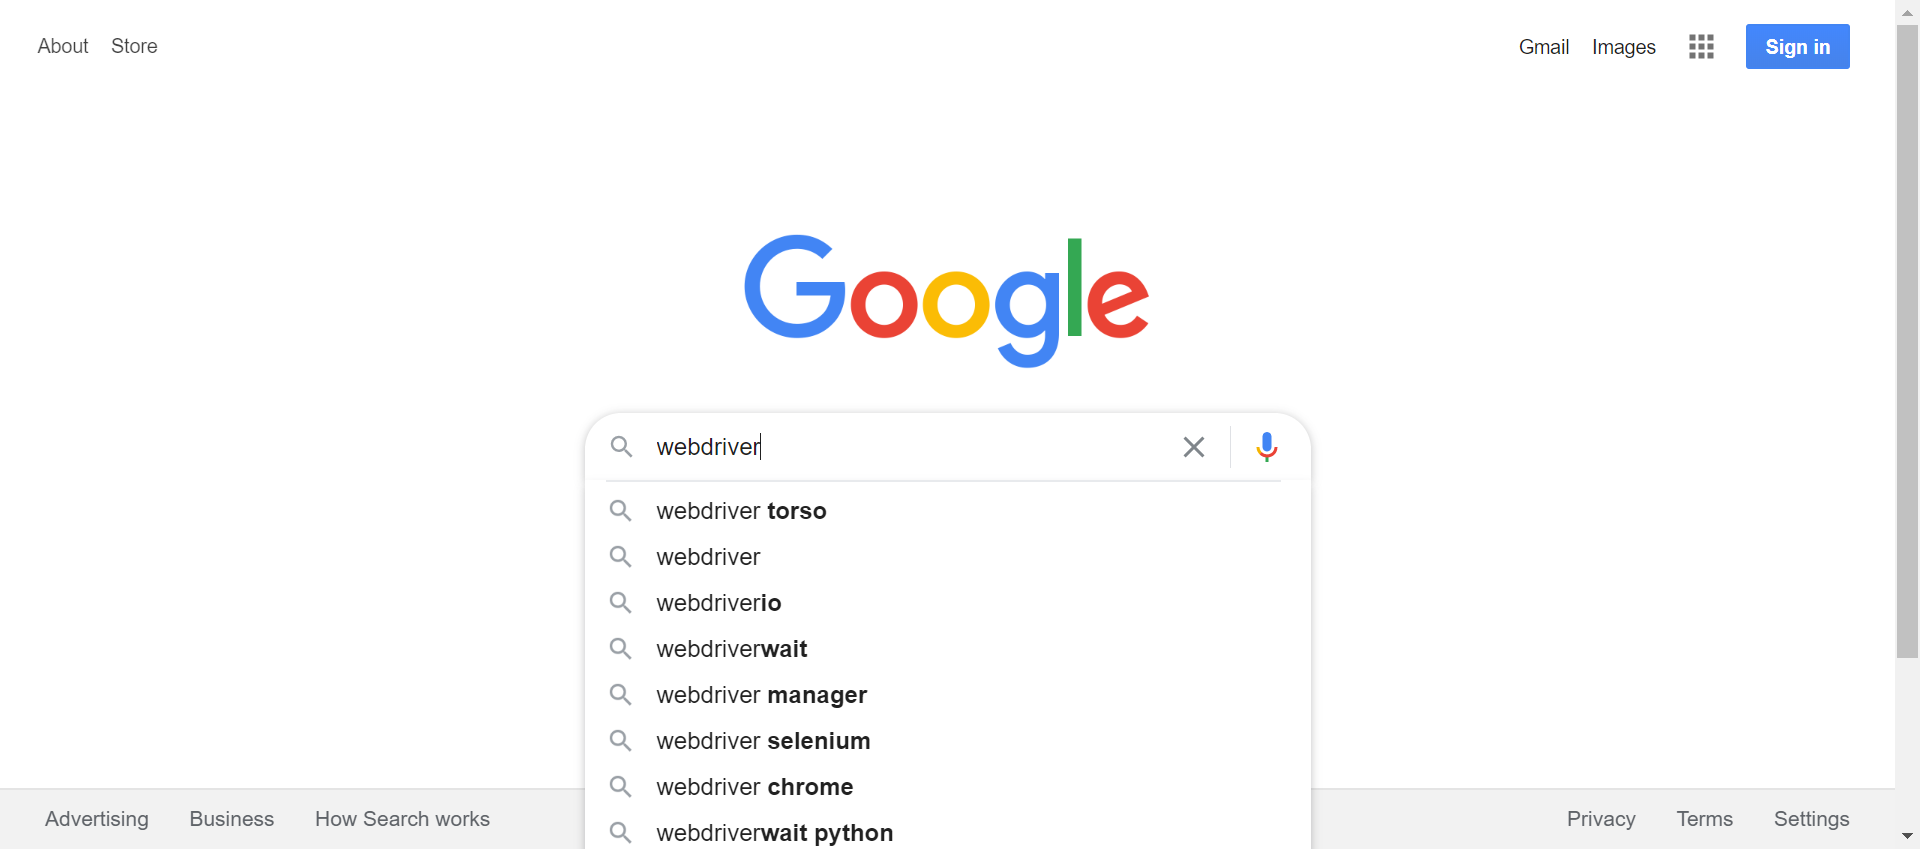 About Store
Gmail Images Sign in
Google
webdriver
webdriver torso
webdriver
webdriverio
webdriverwait
webdriver manager
webdriver selenium
webdriver chrome
webdriverwait python
Advertising Business How Search works
Privacy Terms Settings